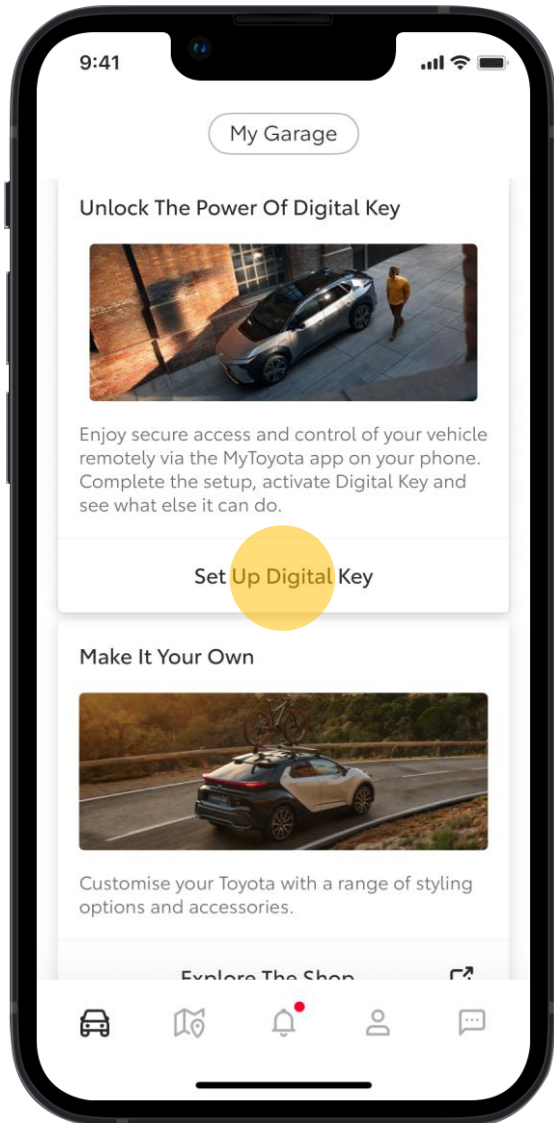 9:41
My Garage
Unlock The Power Of Digital Key
Enjoy secure access and control of your vehicle
remotely via the MyToyota app on your phone.
Complete the setup, activate Digital Key and
see what else it can do.
Set Up Digital Key
Make It Your Own
Customise your Toyota with a range of styling
options and accessories.
Explore The Shop